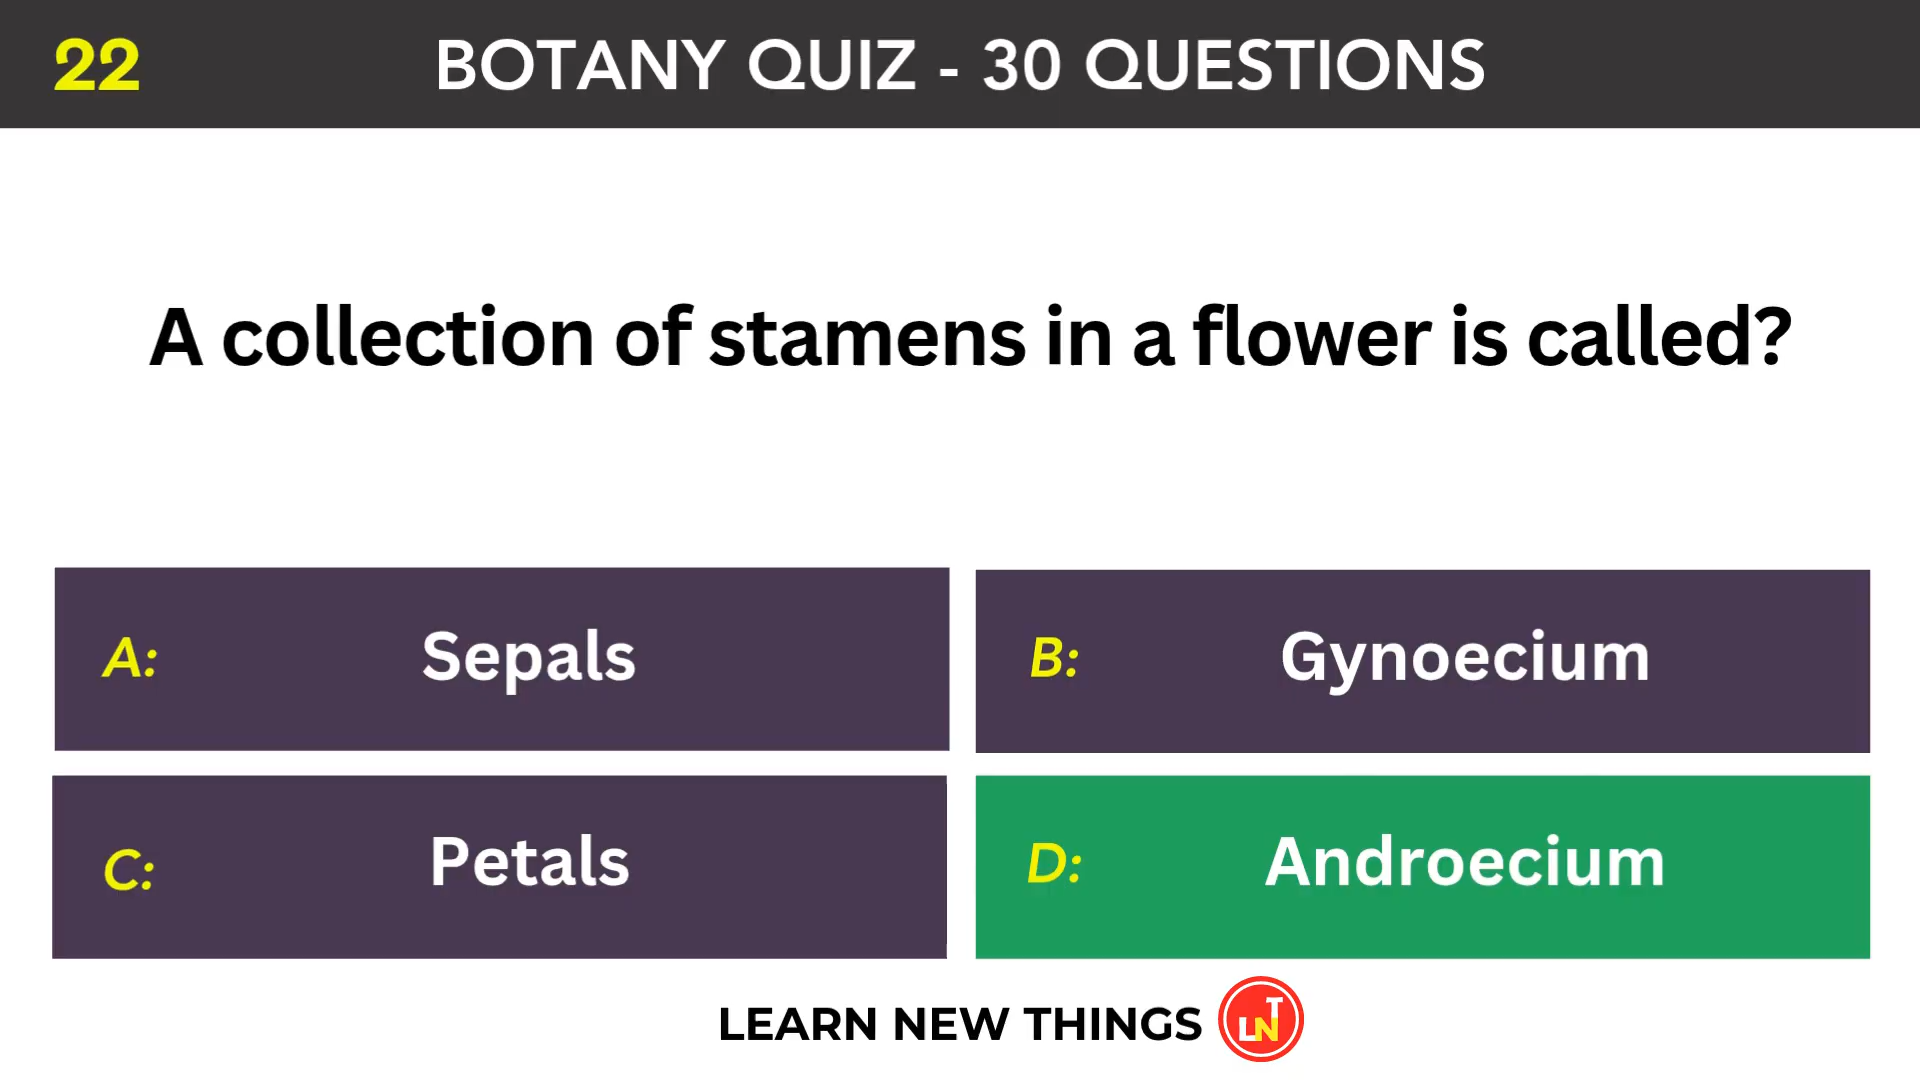 22
BOTANY QUIZ - 30 QUESTIONS
A collection of stamens in a flower is called?
A: Sepals
B: Gynoecium
C: Petals
D: Androecium
LEARN NEW THINGS
LNT